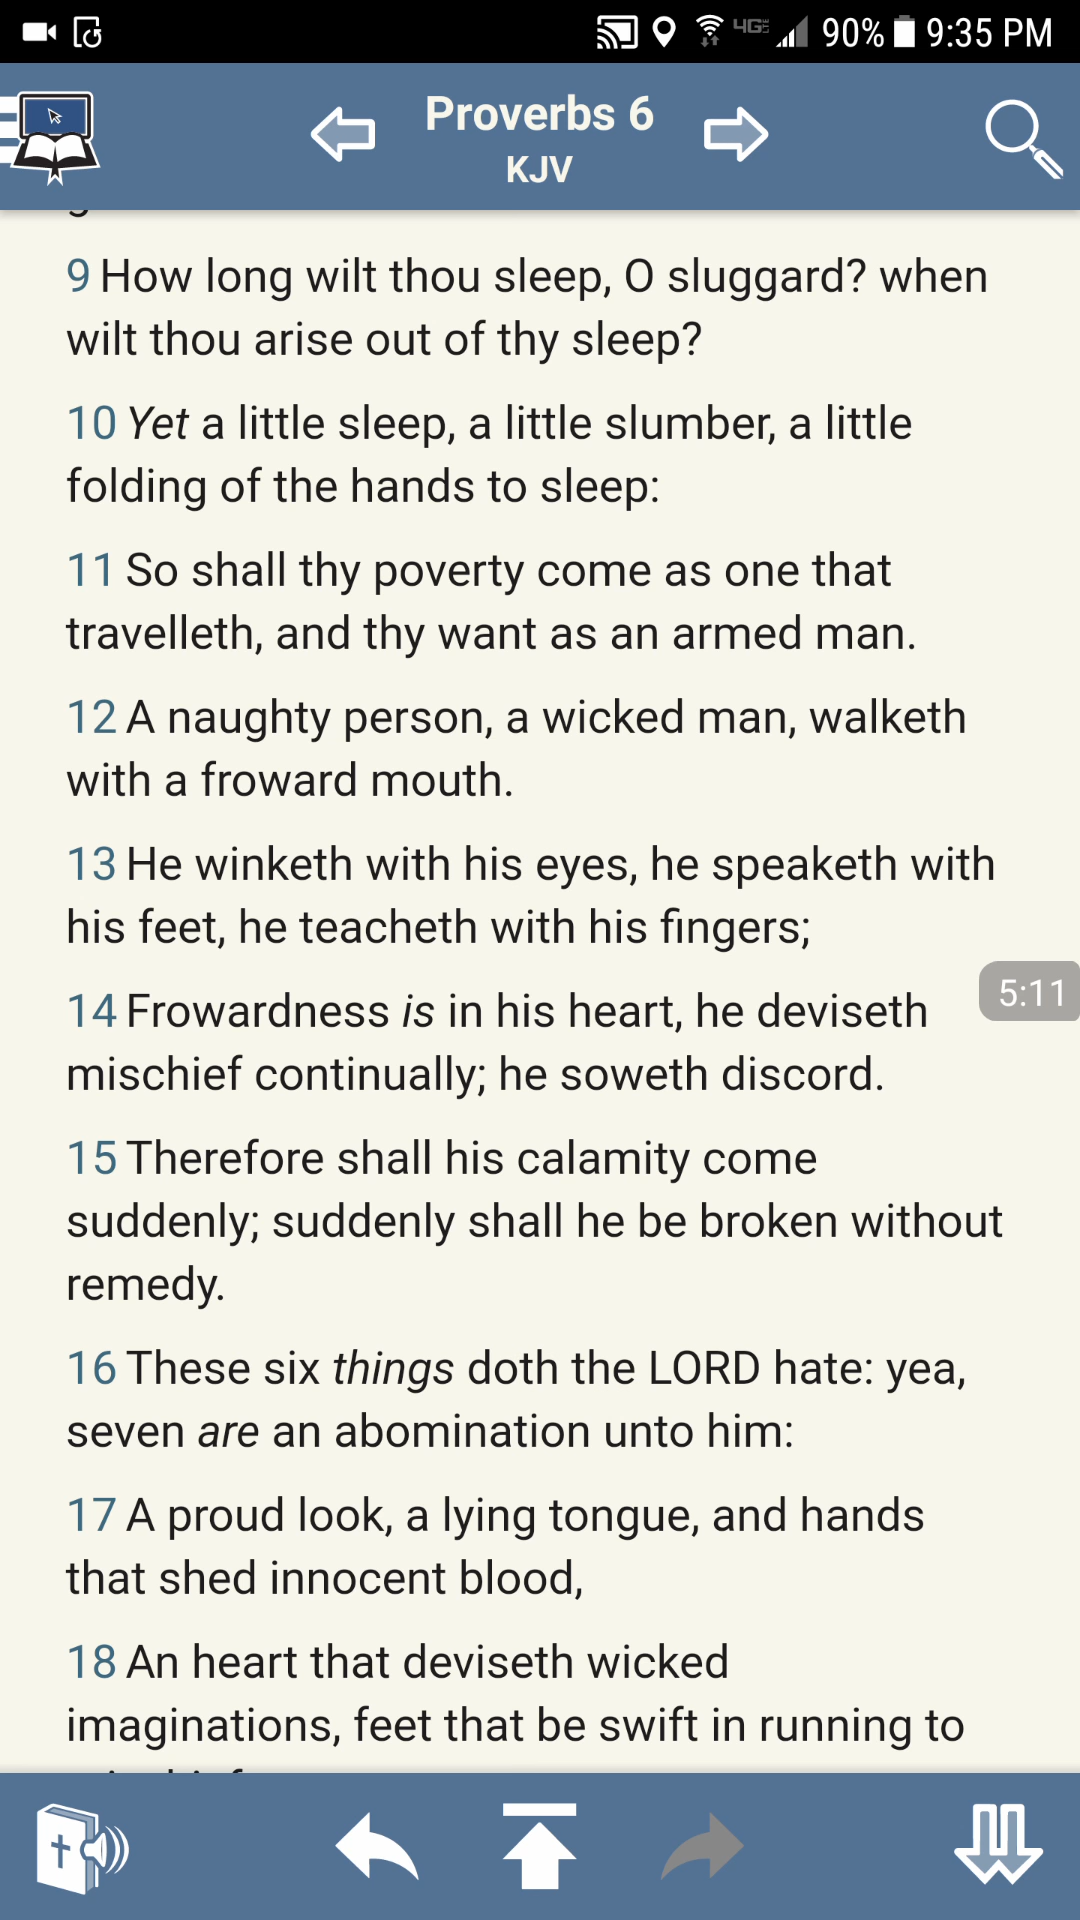 4G LTE 90% 9:35 PM
Proverbs 6
KJV
9 How long wilt thou sleep, O sluggard? when
wilt thou arise out of thy sleep?
10 Yet a little sleep, a little slumber, a little
folding of the hands to sleep:
11 So shall thy poverty come as one that
travelleth, and thy want as an armed man.
12 A naughty person, a wicked man, walketh
with a froward mouth.
13 He winketh with his eyes, he speaketh with
his feet, he teacheth with his fingers;
5:11
14 Frowardness is in his heart, he deviseth
mischief continually; he soweth discord.
15 Therefore shall his calamity come
suddenly; suddenly shall he be broken without
remedy.
16 These six things doth the LORD hate: yea,
seven are an abomination unto him:
17 A proud look, a lying tongue, and hands
that shed innocent blood,
18 An heart that deviseth wicked
imaginations, feet that be swift in running to